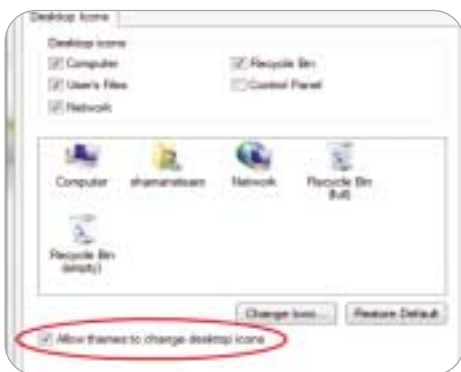 Desktop Icons
Desktop icons
Computer
Recycle Bin
User's Files
Control Panel
Network
Computer
Network
Recycle Bin
(full)
Recycle Bin
(empty)
Change Icon...
Restore Default
Allow themes to change desktop icons